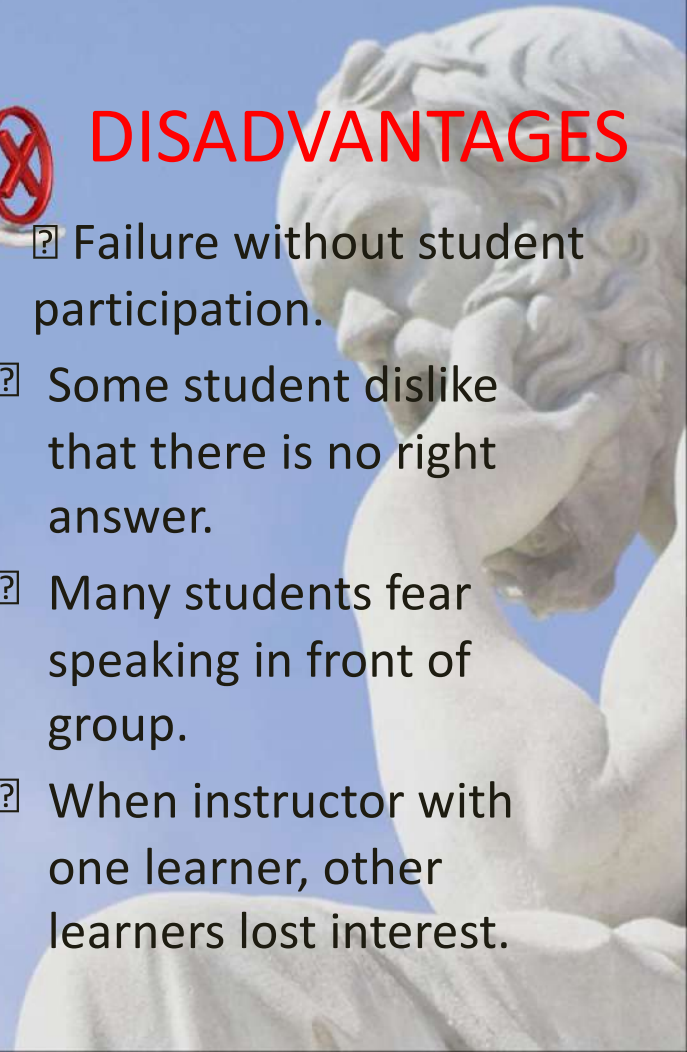 DISADVANTAGES
Failure without student
participation.
Some student dislike
that there is no right
answer.
Many students fear
speaking in front of
group.
When instructor with
one learner, other
learners lost interest.